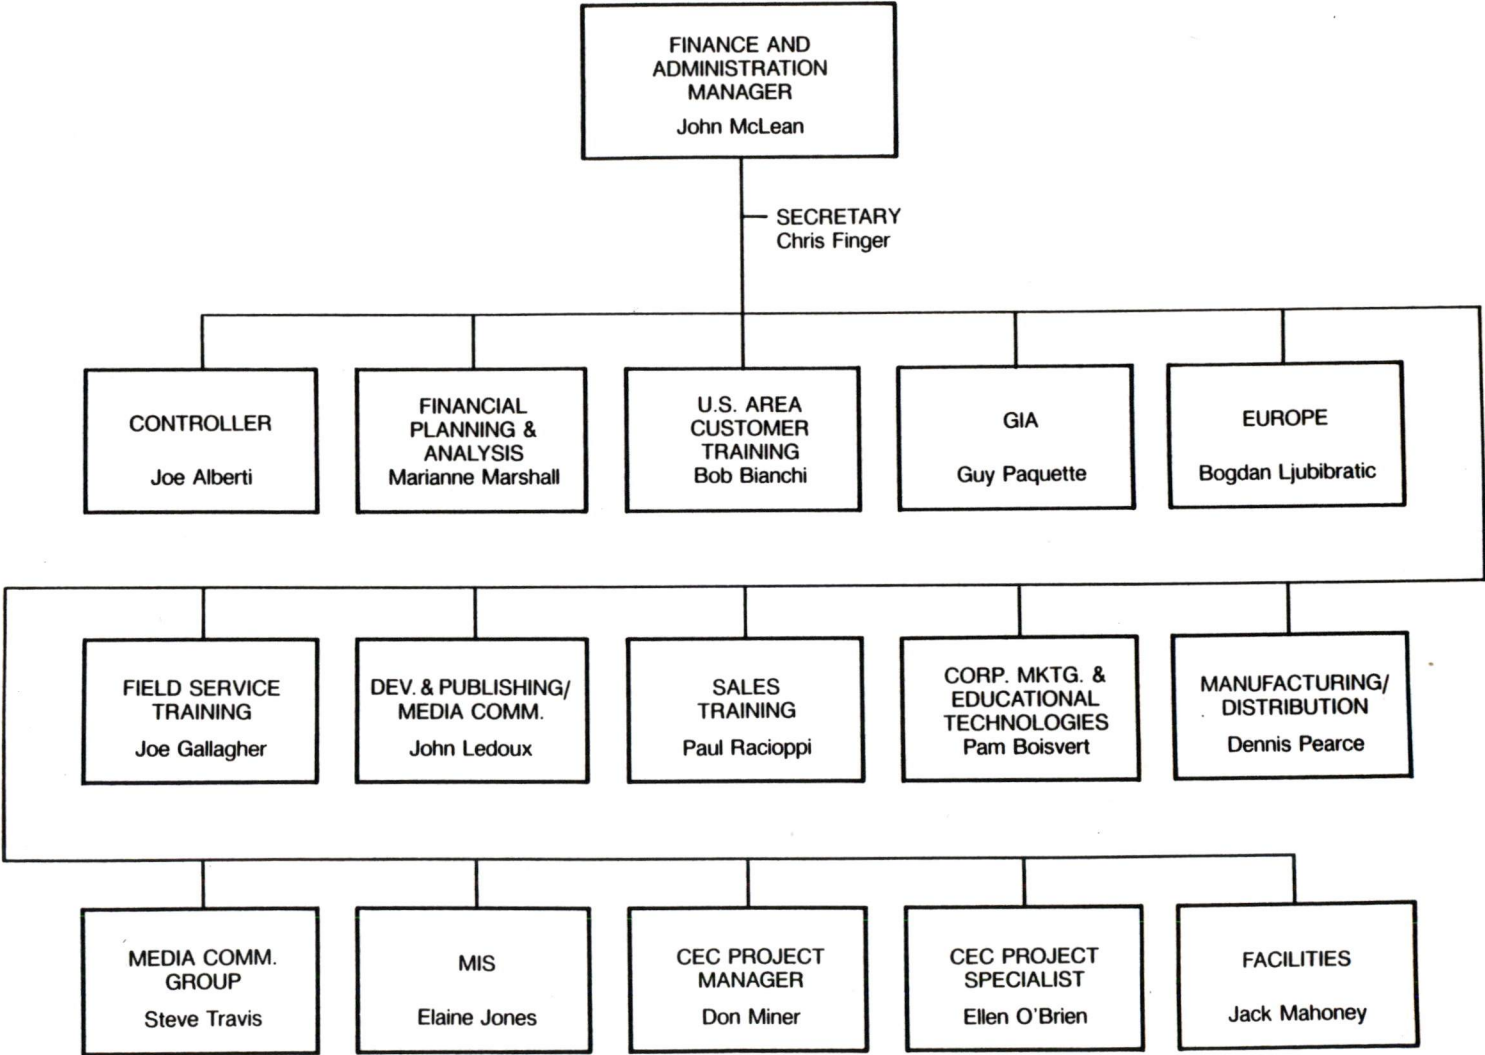 FINANCE AND
ADMINISTRATION
MANAGER
John McLean
SECRETARY
Chris Finger
CONTROLLER
Joe Alberti
FINANCIAL
PLANNING &
ANALYSIS
Marianne Marshall
U.S. AREA
CUSTOMER
TRAINING
Bob Bianchi
GIA
Guy Paquette
EUROPE
Bogdan Ljubibratic
FIELD SERVICE
TRAINING
Joe Gallagher
DEV. & PUBLISHING/
MEDIA COMM.
John Ledoux
SALES
TRAINING
Paul Racioppi
CORP. MKTG. &
EDUCATIONAL
TECHNOLOGIES
Pam Boisvert
MANUFACTURING/
DISTRIBUTION
Dennis Pearce
MEDIA COMM.
GROUP
Steve Travis
MIS
Elaine Jones
CEC PROJECT
MANAGER
Don Miner
CEC PROJECT
SPECIALIST
Ellen O'Brien
FACILITIES
Jack Mahoney